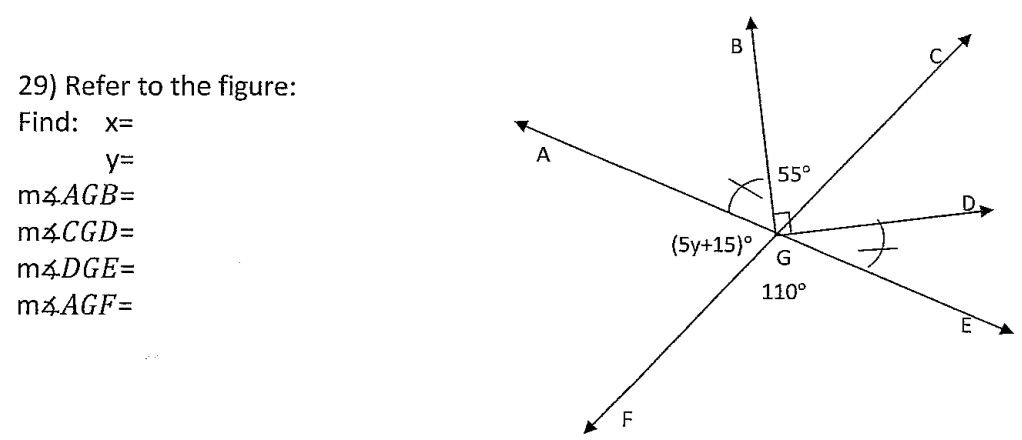 29) Refer to the figure:
Find: x=
y=
m∡AGB=
m∡CGD=
m∡DGE=
m∡AGF=
B
C
A
55°
D
(5y+15)°
G
110°
E
F